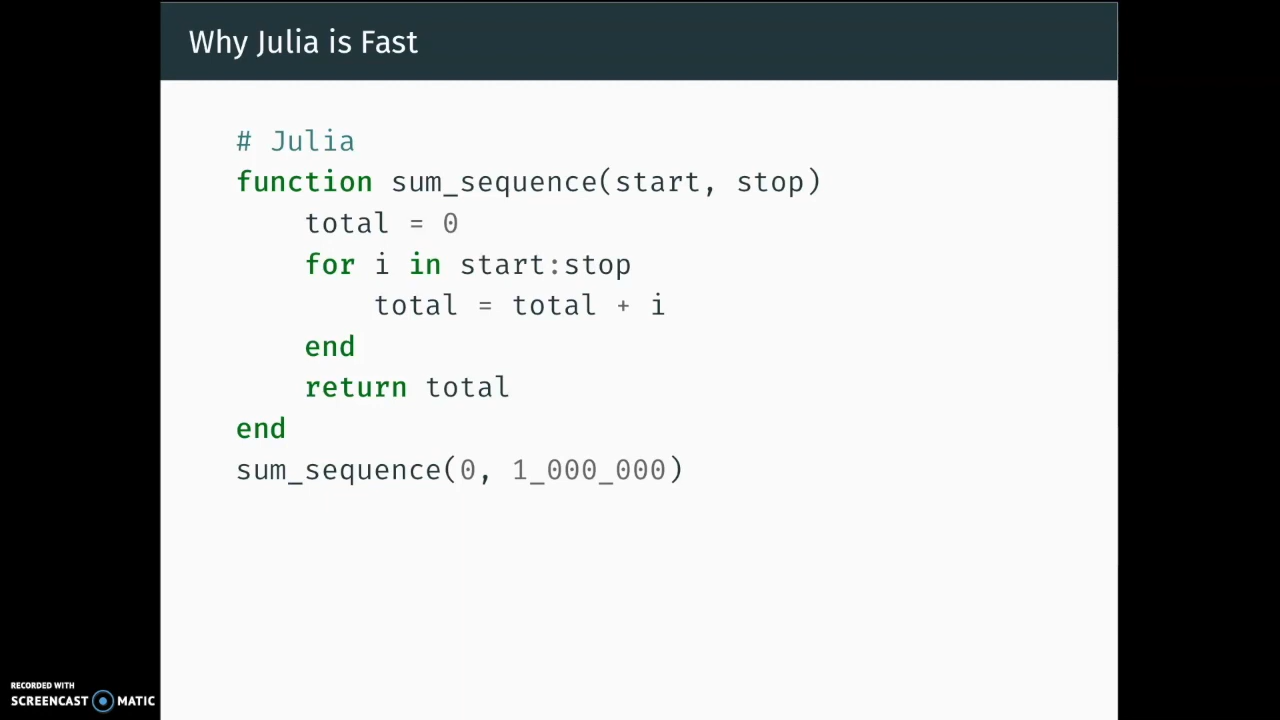 Why Julia is Fast
# Julia
function sum_sequence(start, stop)
    total = 0
    for i in start:stop
        total = total + i
    end
    return total
end
sum_sequence(0, 1_000_000)
RECORDED WITH
SCREENCAST MATIC